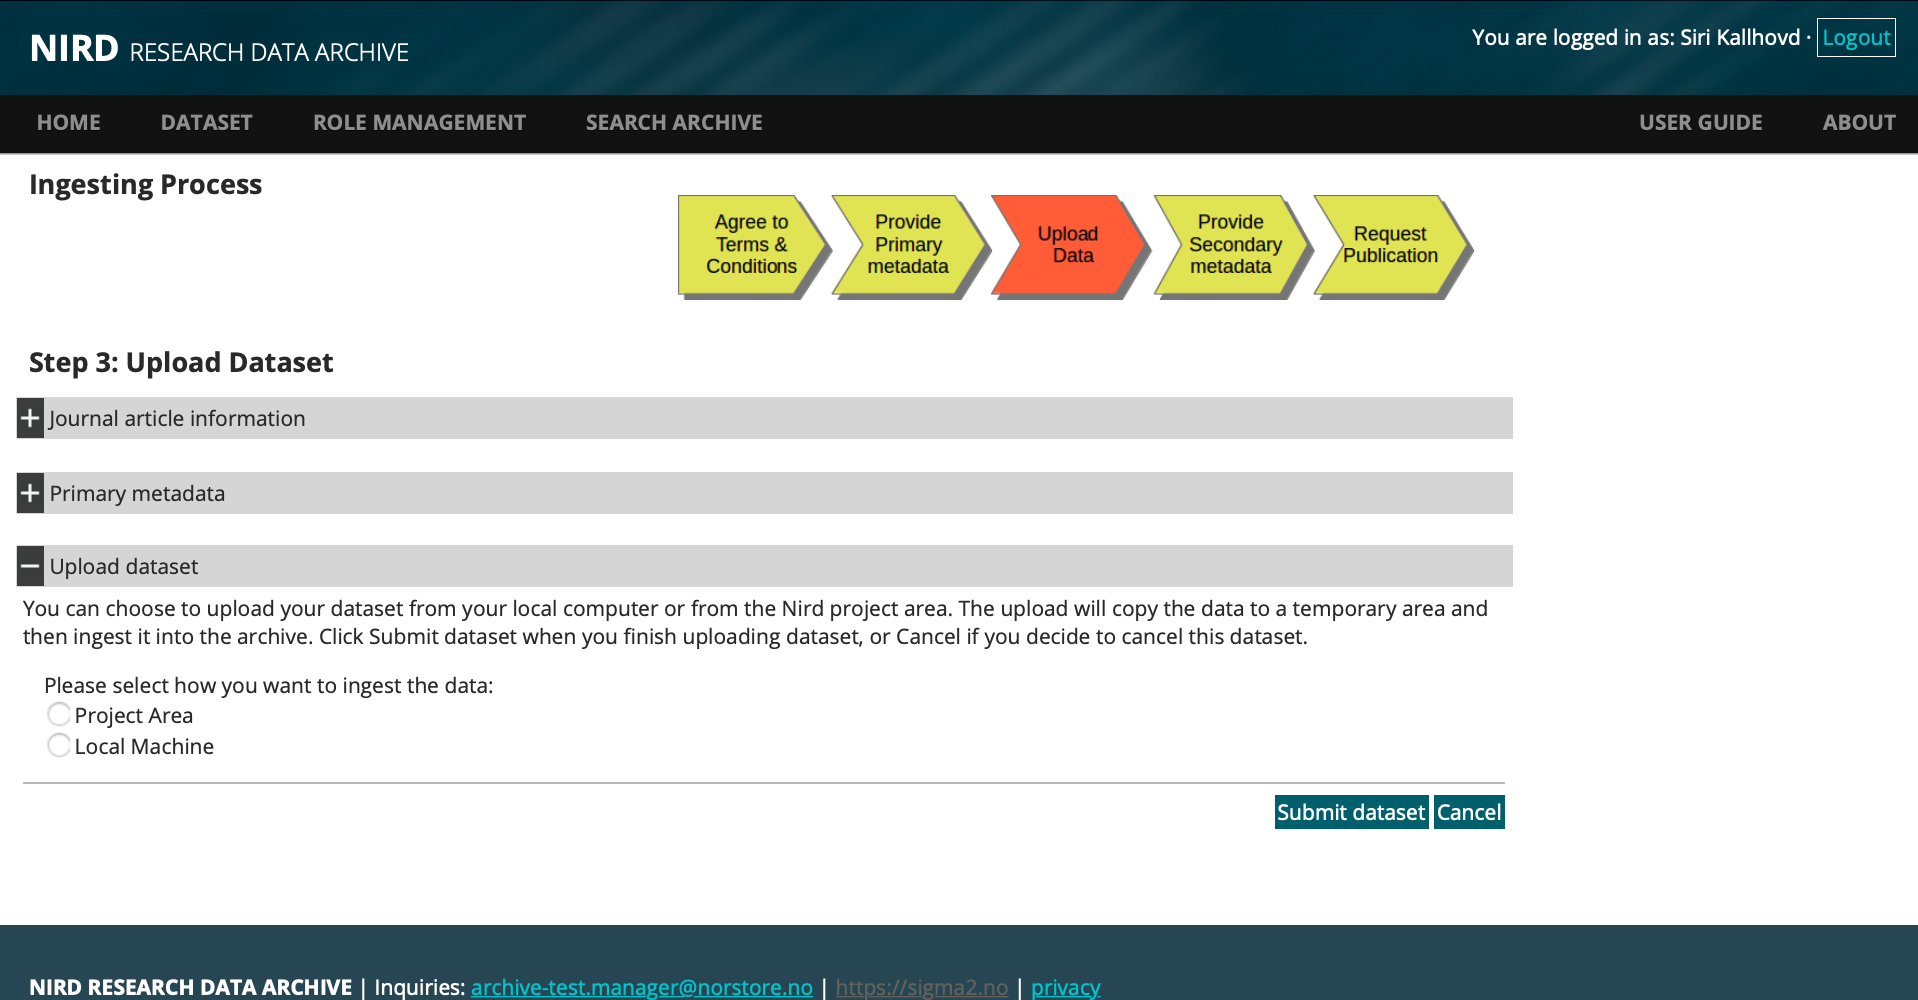 NIRD RESEARCH DATA ARCHIVE
You are logged in as: Siri Kallhovd · Logout
HOME DATASET ROLE MANAGEMENT SEARCH ARCHIVE USER GUIDE ABOUT
Ingesting Process
Agree to
Terms &
Conditions
Provide
Primary
metadata
Upload
Data
Provide
Secondary
metadata
Request
Publication
Step 3: Upload Dataset
Journal article information
Primary metadata
Upload dataset
You can choose to upload your dataset from your local computer or from the Nird project area. The upload will copy the data to a temporary area and
then ingest it into the archive. Click Submit dataset when you finish uploading dataset, or Cancel if you decide to cancel this dataset.
Please select how you want to ingest the data:
Project Area
Local Machine
Submit dataset Cancel
NIRD RESEARCH DATA ARCHIVE | Inquiries: archive-test.manager@norstore.no | https://sigma2.no | privacy